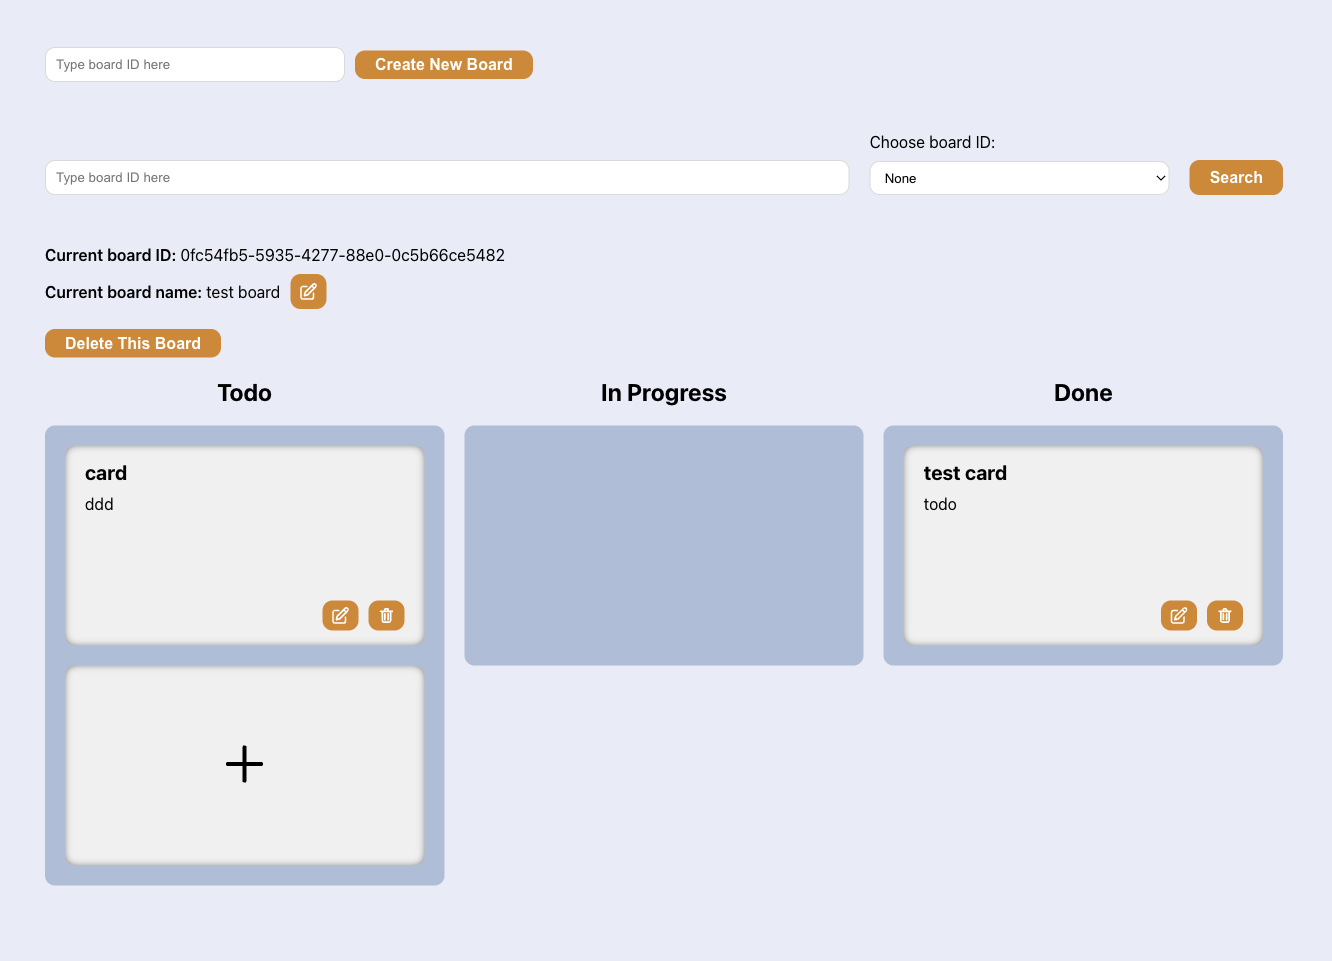 Type board ID here
Create New Board
Choose board ID:
Type board ID here
None
Search
Current board ID: 0fc54fb5-5935-4277-88e0-0c5b66ce5482
Current board name: test board
Delete This Board
Todo
In Progress
Done
card
ddd
test card
todo